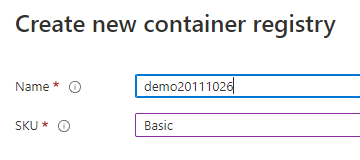 Create new container registry
Name * demo20111026
SKU * Basic